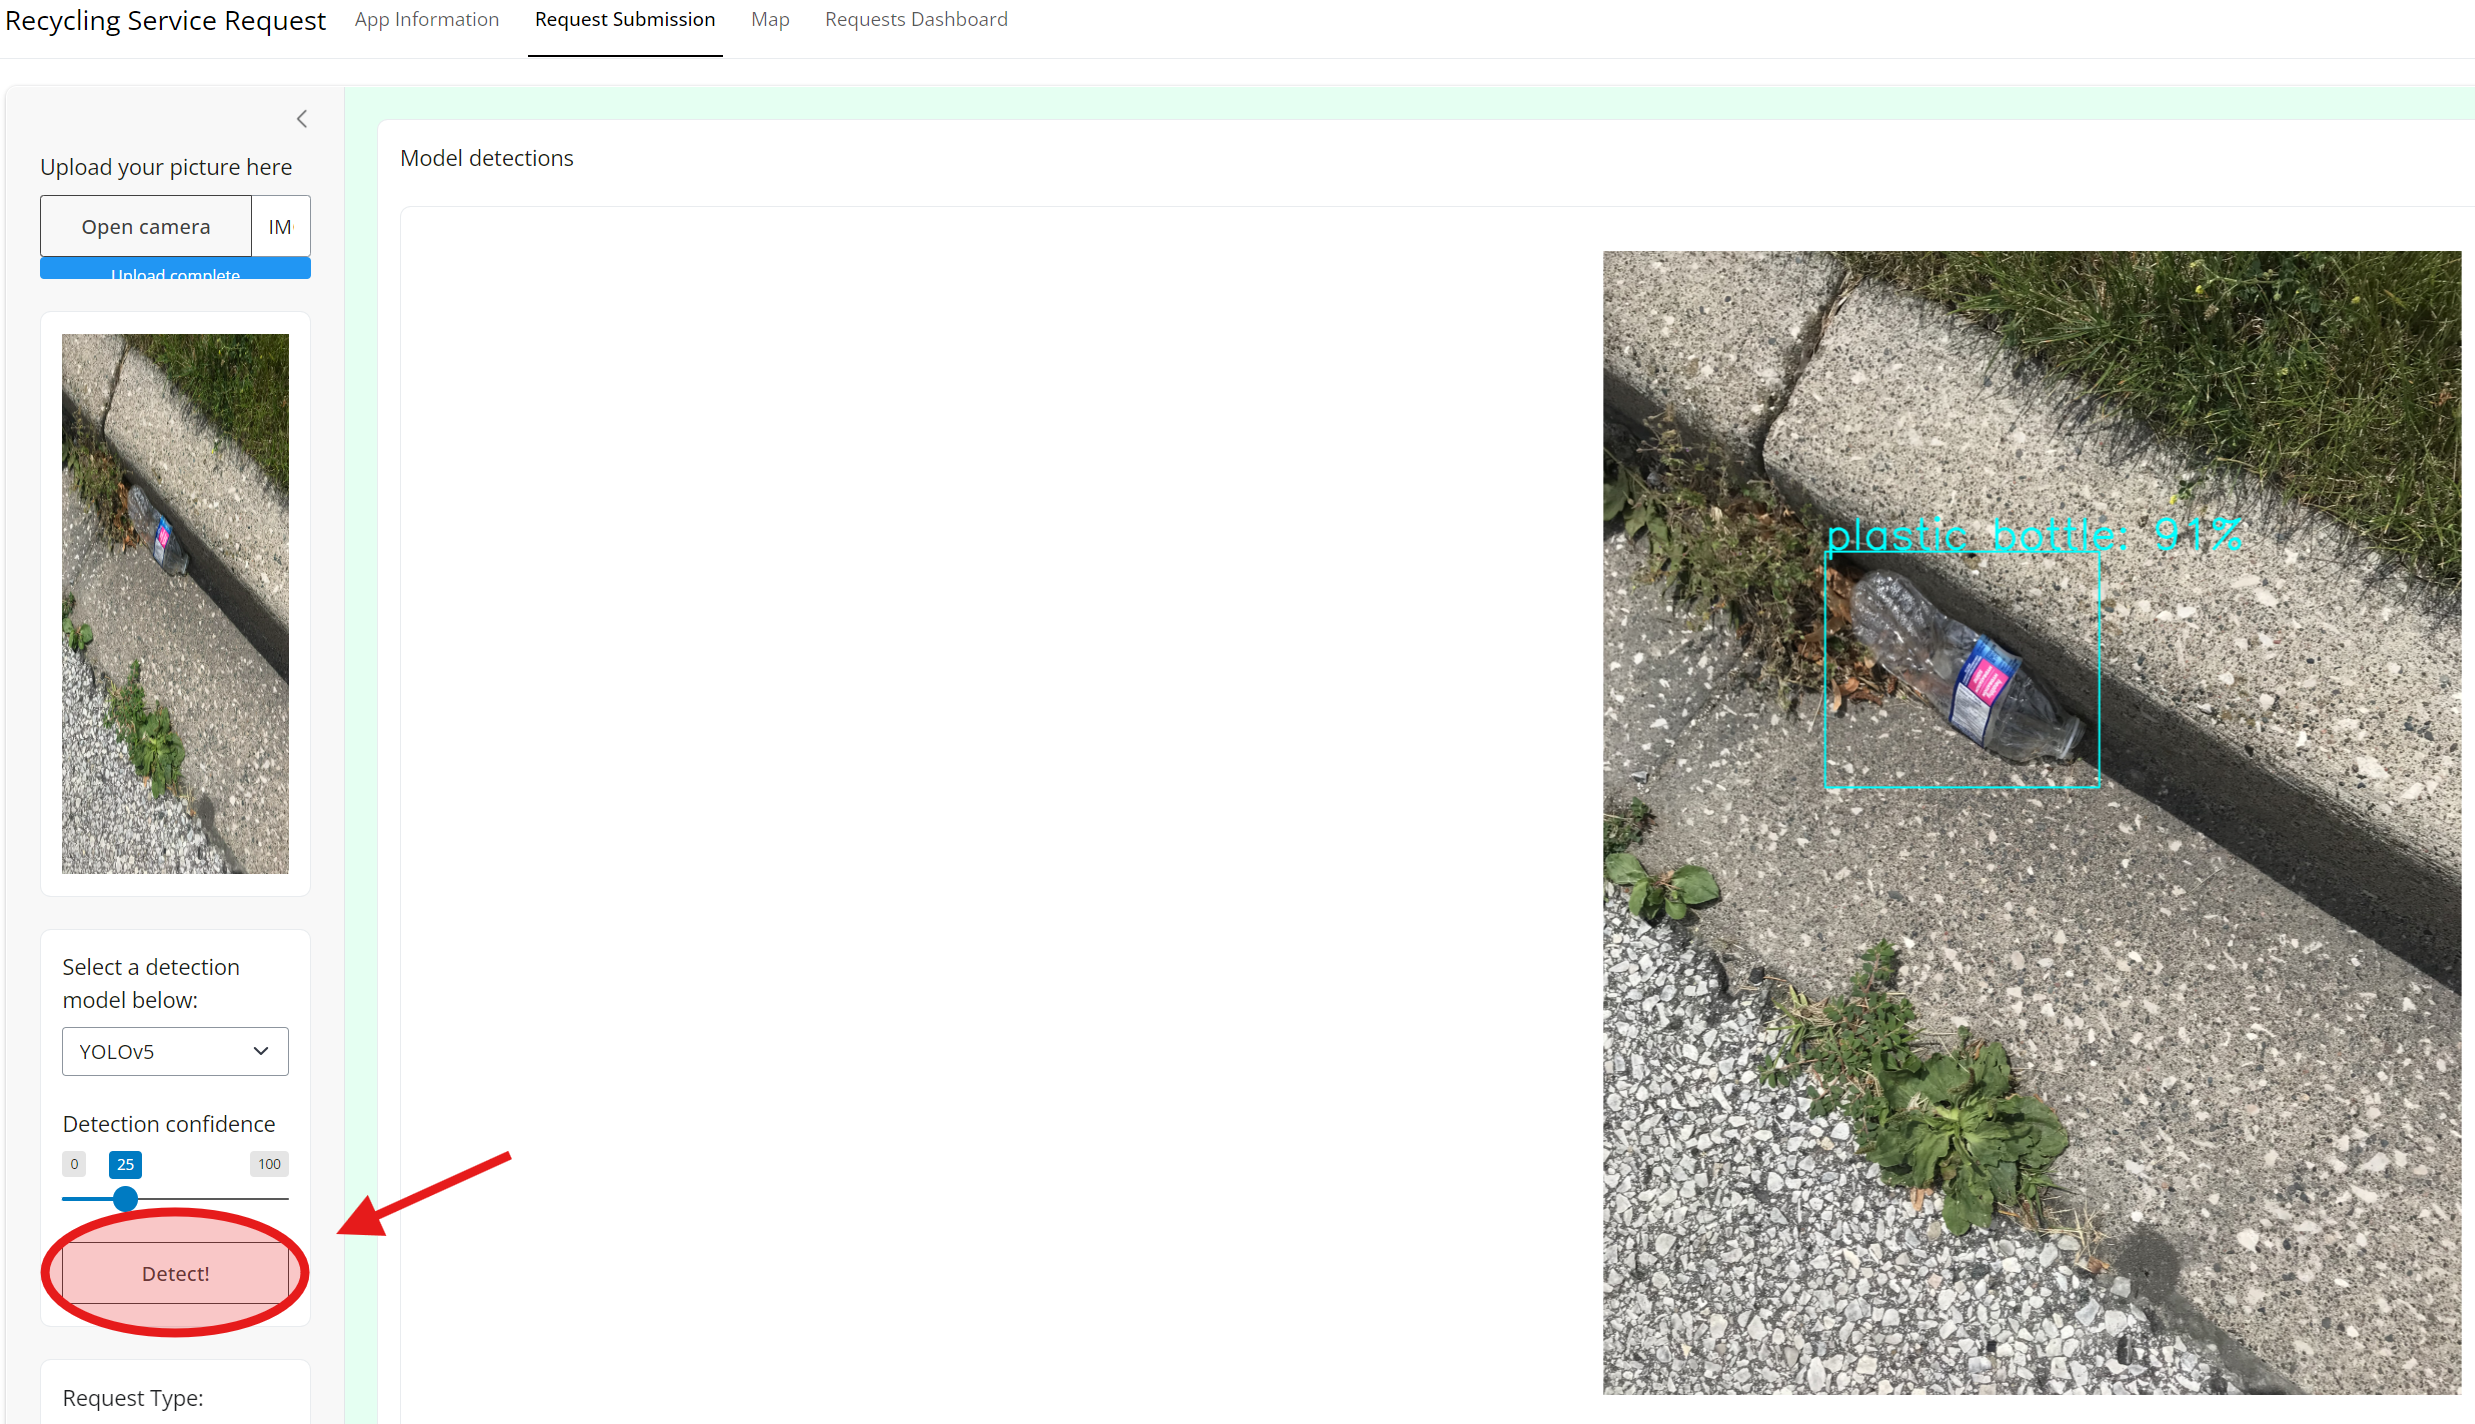 Recycling Service Request
App Information
Request Submission
Map
Requests Dashboard
Upload your picture here
Open camera
IM
Upload complete
Model detections
plastic bottle: 91%
Select a detection
model below:
YOLOv5
Detection confidence
0
25
100
Detect!
Request Type: